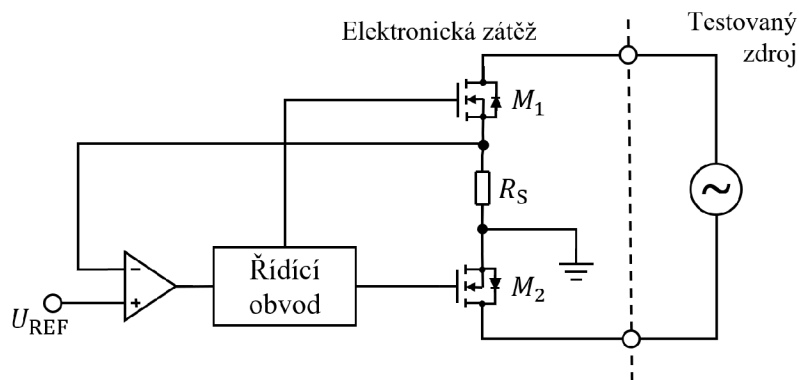 Elektronická zátěž
Testovaný
zdroj
M1
RS
Řídící
obvod
M2
UREF